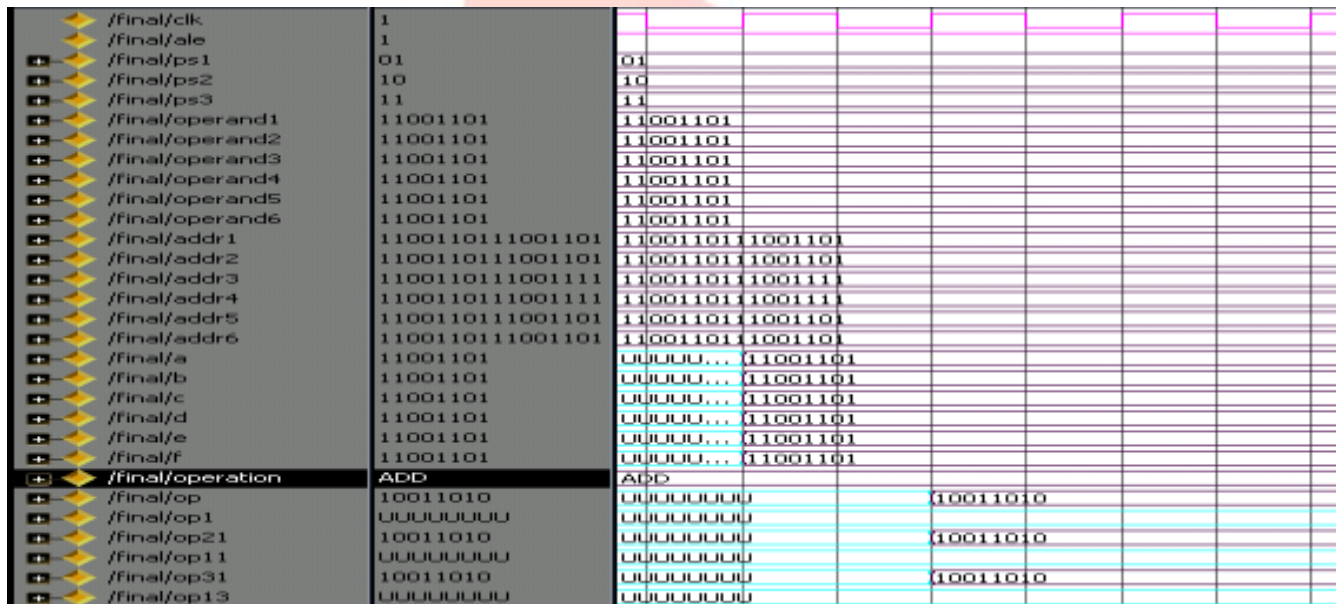 /final/clk 1
/final/ale 1
/final/ps1 01 01
/final/ps2 10 10
/final/ps3 11 11
/final/operand1 11001101 11001101
/final/operand2 11001101 11001101
/final/operand3 11001101 11001101
/final/operand4 11001101 11001101
/final/operand5 11001101 11001101
/final/operand6 11001101 11001101
/final/addr1 1100110111001101 1100110111001101
/final/addr2 1100110111001101 1100110111001101
/final/addr3 1100110111001111 1100110111001111
/final/addr4 1100110111001111 1100110111001111
/final/addr5 1100110111001101 1100110111001101
/final/addr6 1100110111001101 1100110111001101
/final/a 11001101 UUUUU... 11001101
/final/b 11001101 UUUUU... 11001101
/final/c 11001101 UUUUU... 11001101
/final/d 11001101 UUUUU... 11001101
/final/e 11001101 UUUUU... 11001101
/final/f 11001101 UUUUU... 11001101
/final/operation ADD ADD
/final/op 10011010 UUUUUUUU 10011010
/final/op1 UUUUUUUU UUUUUUUU
/final/op21 10011010 UUUUUUUU 10011010
/final/op11 UUUUUUUU UUUUUUUU
/final/op31 10011010 UUUUUUUU 10011010
/final/op13 UUUUUUUU UUUUUUUU